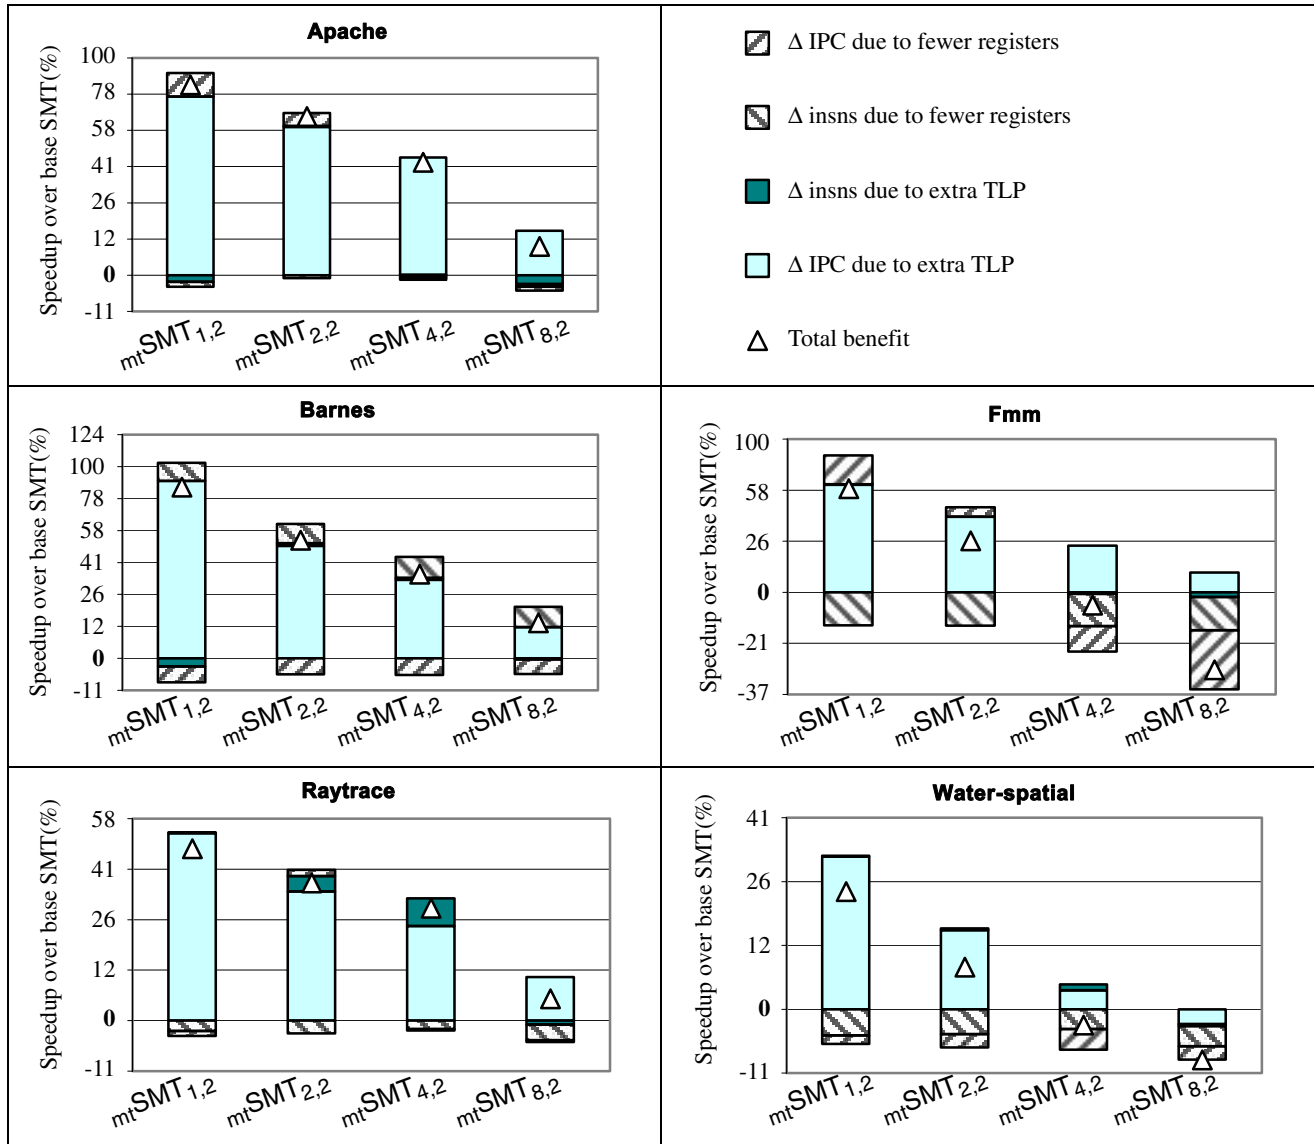 Apache
Speedup over base SMT(%)
100
78
58
41
26
12
0
-11
mtSMT1,2
mtSMT2,2
mtSMT4,2
mtSMT8,2
Δ IPC due to fewer registers
Δ insns due to fewer registers
Δ insns due to extra TLP
Δ IPC due to extra TLP
Total benefit
Barnes
Speedup over base SMT(%)
124
100
78
58
41
26
12
0
-11
mtSMT1,2
mtSMT2,2
mtSMT4,2
mtSMT8,2
Fmm
Speedup over base SMT(%)
100
58
26
0
-21
-37
mtSMT1,2
mtSMT2,2
mtSMT4,2
mtSMT8,2
Raytrace
Speedup over base SMT(%)
58
41
26
12
0
-11
mtSMT1,2
mtSMT2,2
mtSMT4,2
mtSMT8,2
Water-spatial
Speedup over base SMT(%)
41
26
12
0
-11
mtSMT1,2
mtSMT2,2
mtSMT4,2
mtSMT8,2